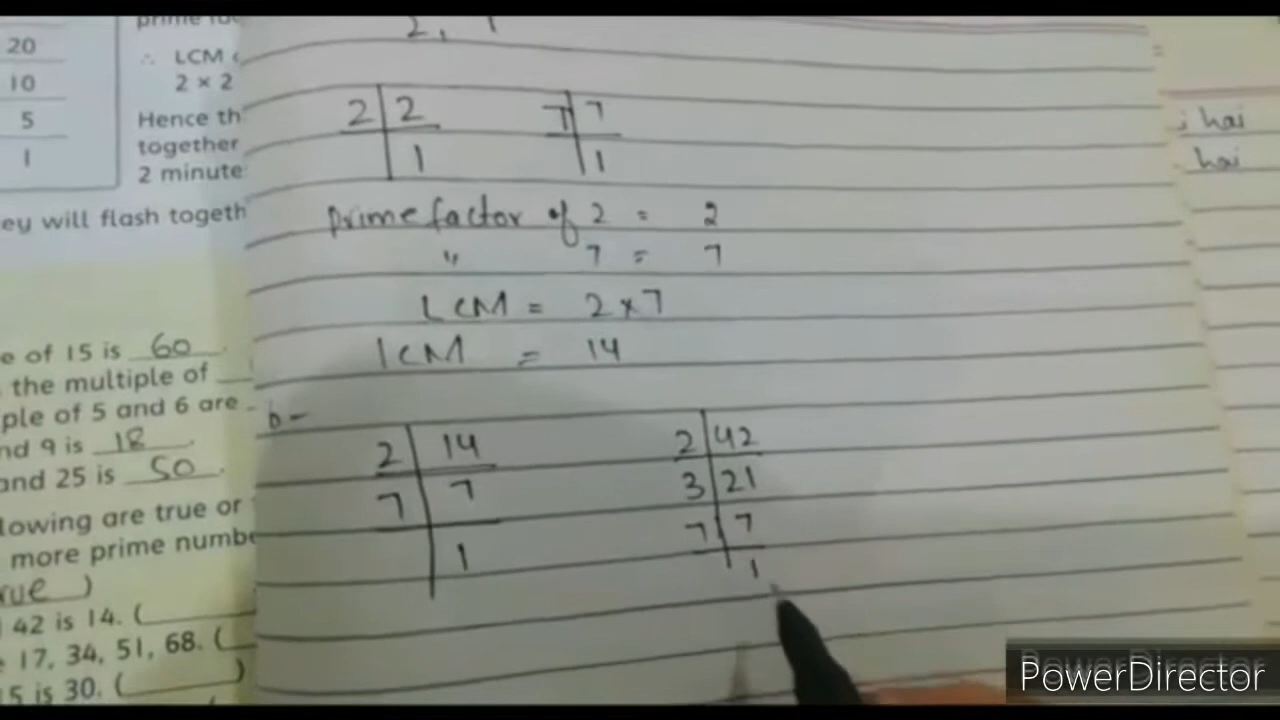 20
10
5
1
∴ LCM
2 × 2
Hence th
together
2 minute
ey will flash togeth
e of 15 is 60.
the multiple of
ple of 5 and 6 are
nd 9 is 18.
and 25 is 50.
lowing are true or
more prime numbe
rue )
42 is 14. (
17, 34, 51, 68. (
5 is 30. ( )
2, 7
2 2 7 7
1 1
prime factor of 2 = 2
" 7 = 7
LCM = 2 × 7
LCM = 14
b-
2 14 2 42
7 7 3 21
1 7 7
1
hai
hai
PowerDirector